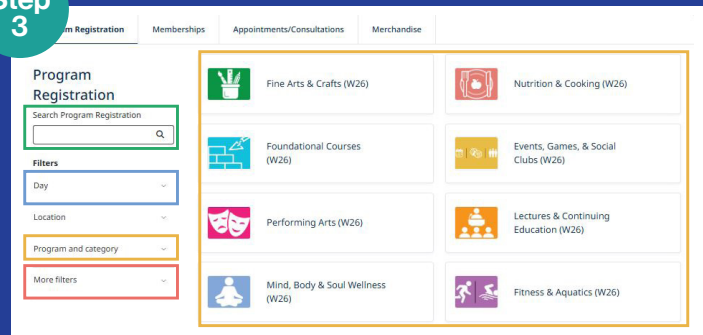 Step
3
Program Registration
Memberships
Appointments/Consultations
Merchandise
Program
Registration
Search Program Registration
Filters
Day
Location
Program and category
More filters
Fine Arts & Crafts (W26)
Nutrition & Cooking (W26)
Foundational Courses
(W26)
Events, Games, & Social
Clubs (W26)
Performing Arts (W26)
Lectures & Continuing
Education (W26)
Mind, Body & Soul Wellness
(W26)
Fitness & Aquatics (W26)